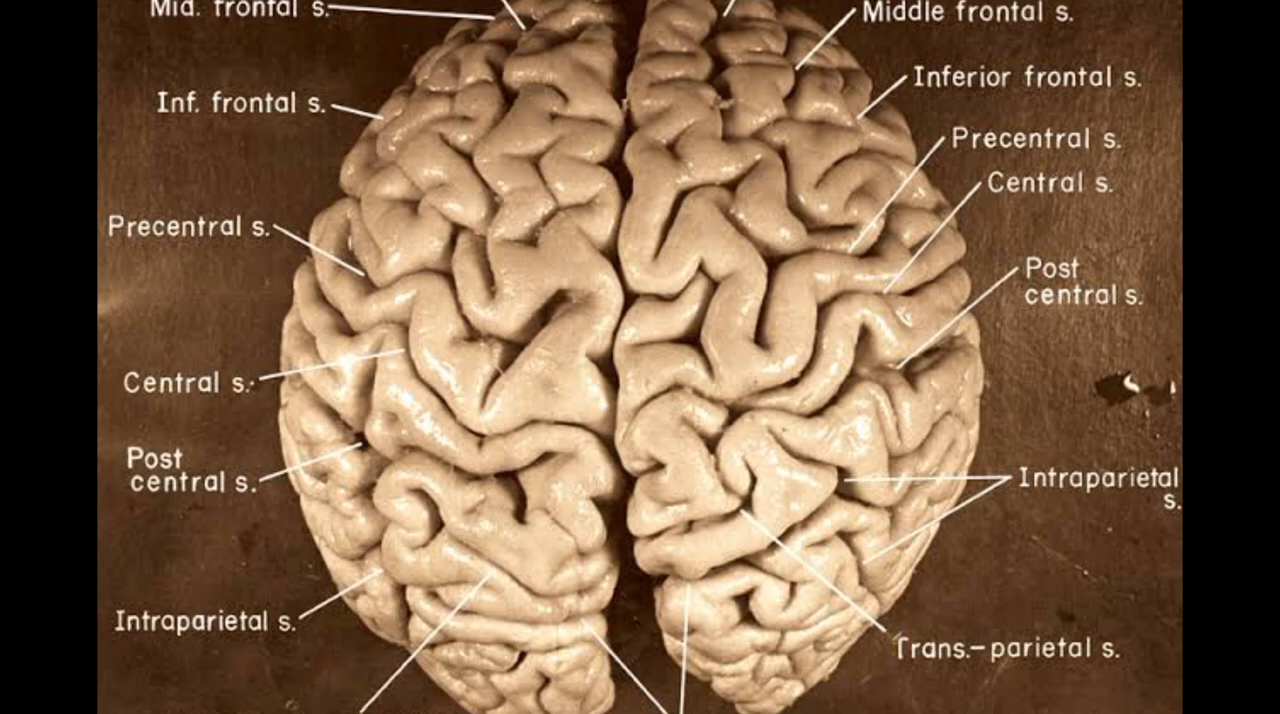 Mid. frontal s.
Inf. frontal s.
Precentral s.
Central s.
Post
central s.
Intraparietal s.
Middle frontal s.
Inferior frontal s.
Precentral s.
Central s.
Post
central s.
Intraparietal
s.
Trans.-parietal s.